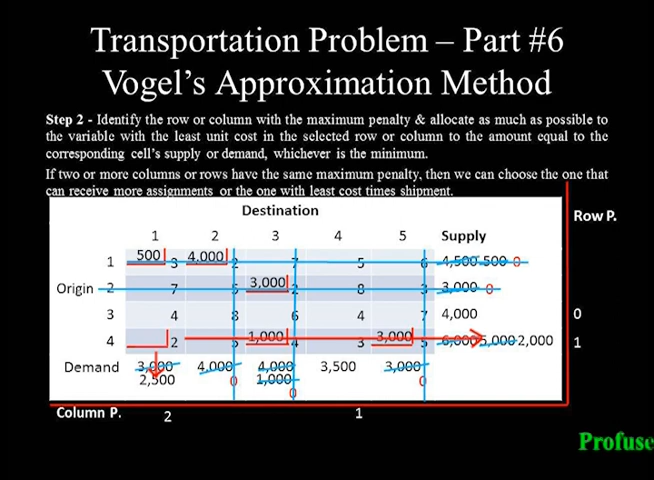 Transportation Problem – Part #6
Vogel's Approximation Method
Step 2 - Identify the row or column with the maximum penalty & allocate as much as possible to
the variable with the least unit cost in the selected row or column to the amount equal to the
corresponding cell's supply or demand, whichever is the minimum.
If two or more columns or rows have the same maximum penalty, then we can choose the one that
can receive more assignments or the one with least cost times shipment.
Destination
Row P.
1 2 3 4 5 Supply
1 500 3 4,000 2 7 5 6 4,500 500 0
Origin 2 7 5 3,000 2 8 3 3,000 0
3 4 8 6 4 7 4,000 0
4 2 5 1,000 4 3 3,000 5 6,000 5,000 2,000 1
Demand 3,000 4,000 4,000 3,500 3,000
2,500 0 1,000 0
0
Column P. 2 1
Profuse